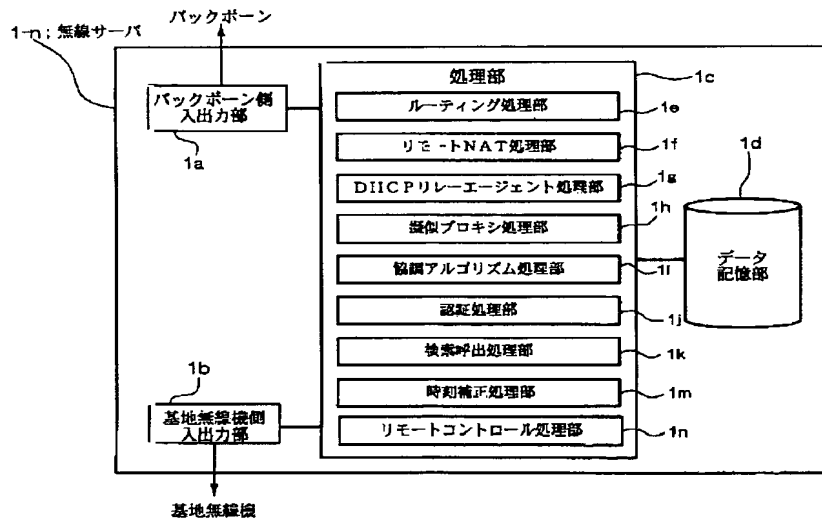 バックボーン
1-n;無線サーバ
バックボーン側
入出力部
1a
処理部
1c
ルーティング処理部
1e
リモートNAT処理部
1f
DHCPリレーエージェント処理部
1g
擬似プロキシ処理部
1h
協調アルゴリズム処理部
1i
認証処理部
1j
検索呼出処理部
1k
時刻補正処理部
1m
リモートコントロール処理部
1n
1d
データ
記憶部
1b
基地無線機側
入出力部
基地無線機